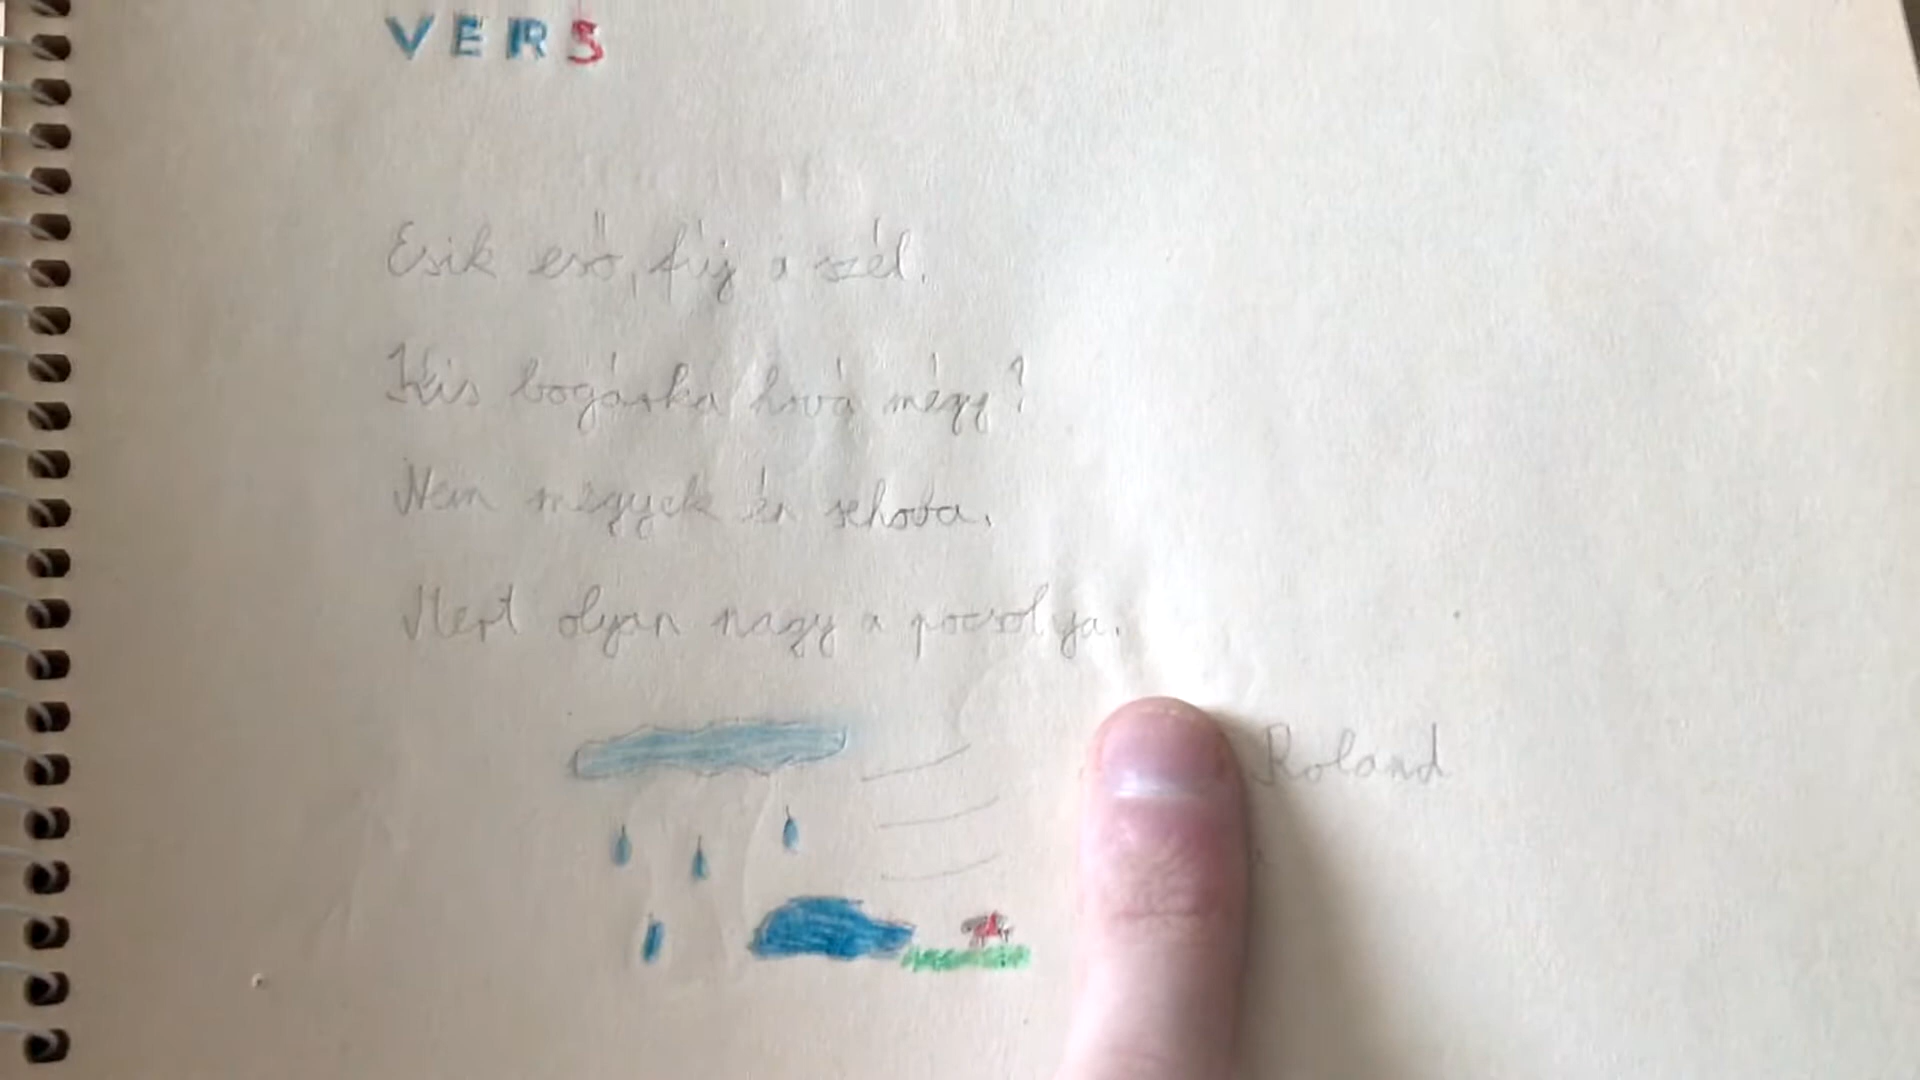 VERS
Esik eső, fúj a szél.
Kis bogárka hová mégy?
Nem megyek én sehova.
Mert olyan nagy a pocsolya.
Roland